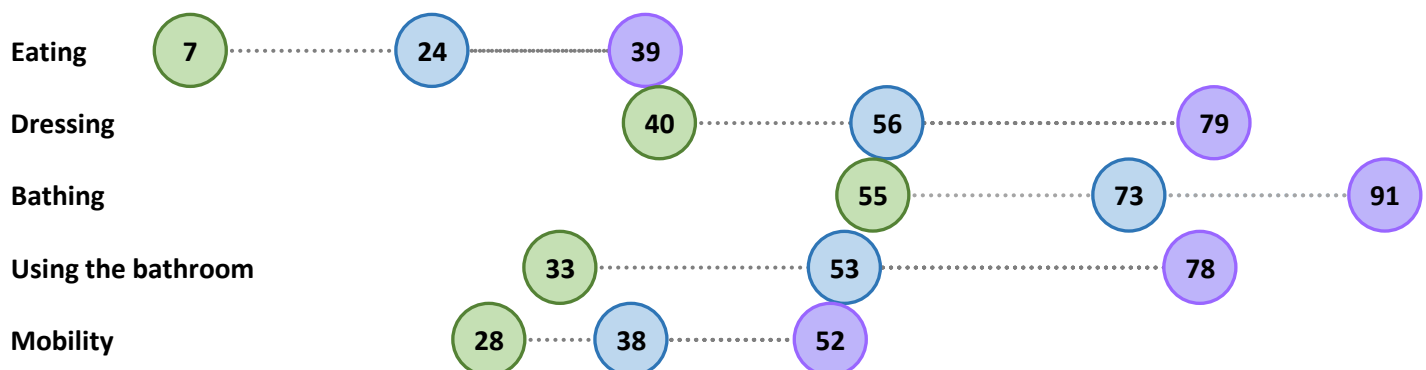 Eating 7 24 39
Dressing 40 56 79
Bathing 55 73 91
Using the bathroom 33 53 78
Mobility 28 38 52